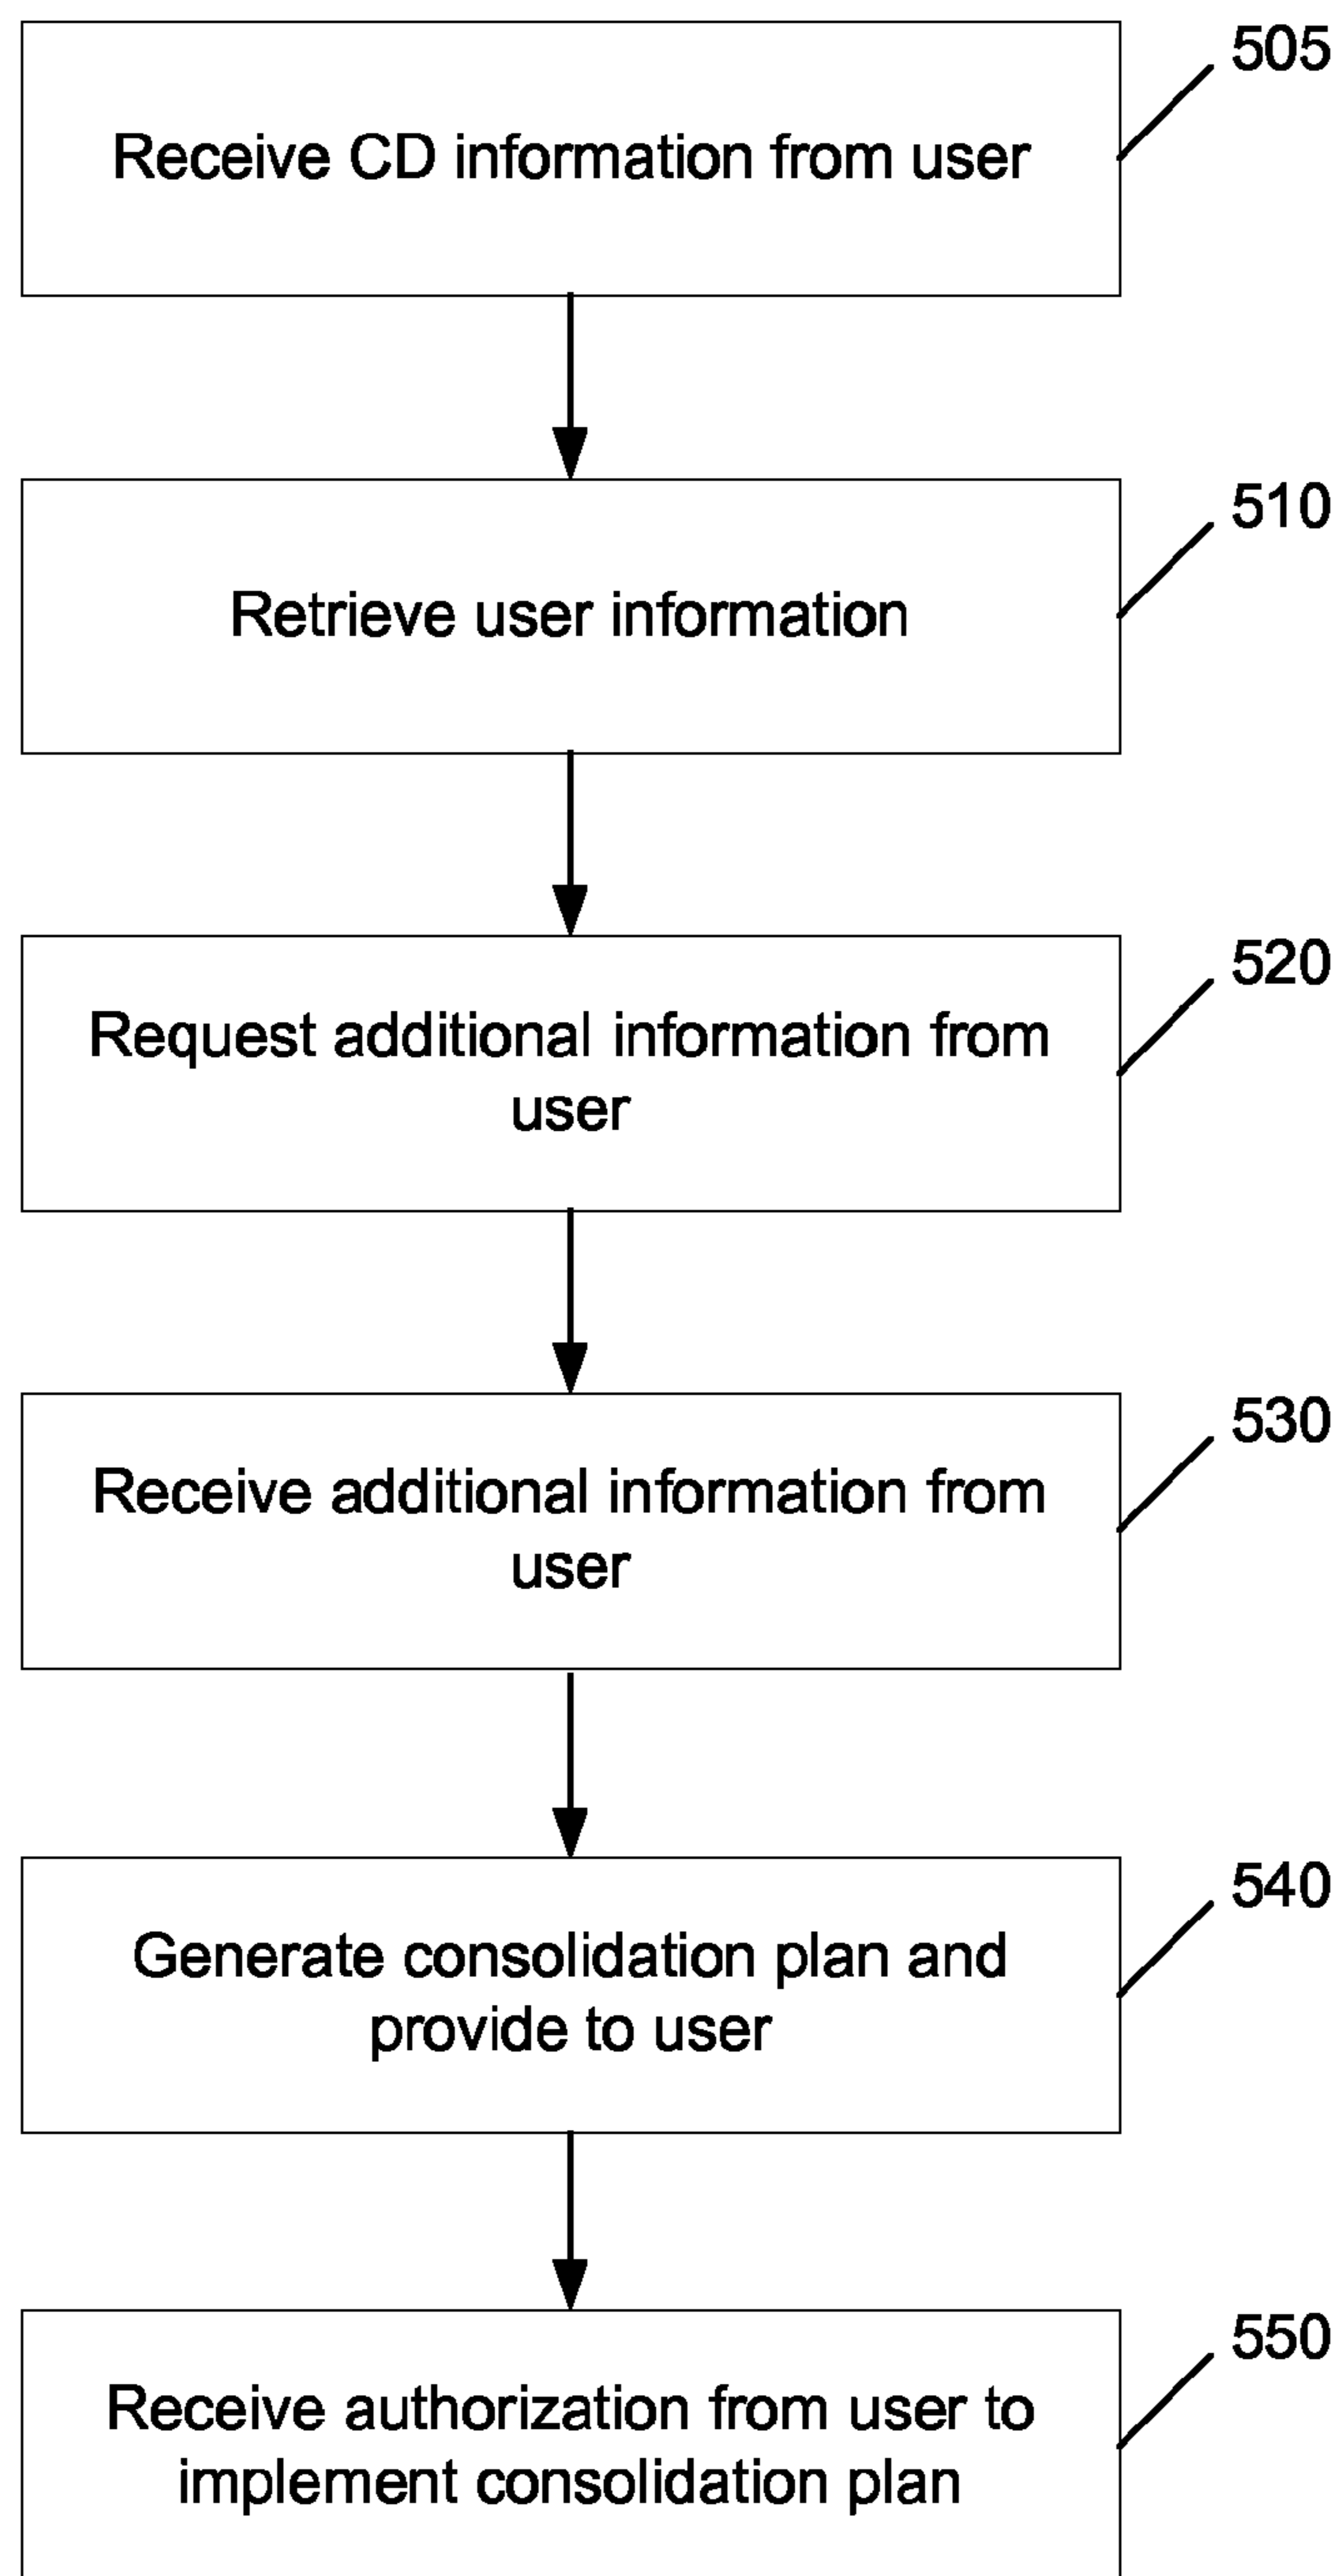 505
Receive CD information from user
510
Retrieve user information
520
Request additional information from
user
530
Receive additional information from
user
540
Generate consolidation plan and
provide to user
550
Receive authorization from user to
implement consolidation plan